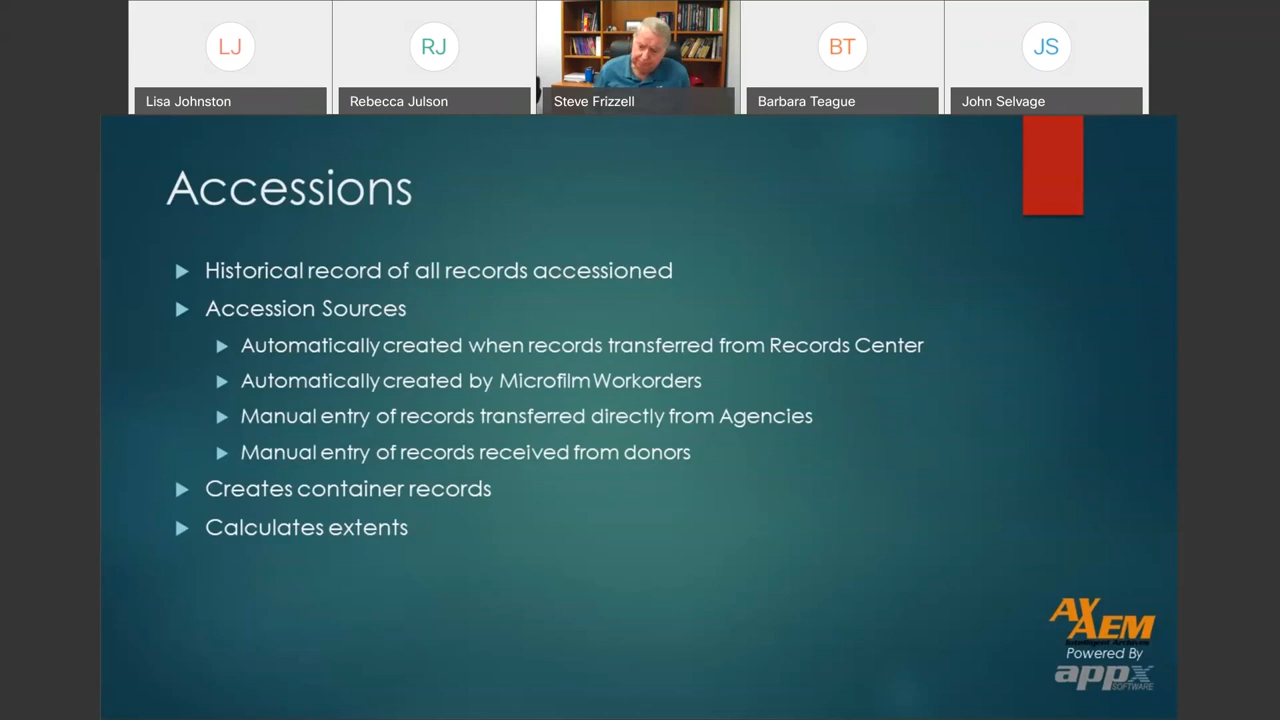 LJ
RJ
BT
JS
Lisa Johnston
Rebecca Julson
Steve Frizzell
Barbara Teague
John Selvage
Accessions
Historical record of all records accessioned
Accession Sources
Automatically created when records transferred from Records Center
Automatically created by Microfilm Workorders
Manual entry of records transferred directly from Agencies
Manual entry of records received from donors
Creates container records
Calculates extents
AXAEM
Powered By
appx
SOFTWARE